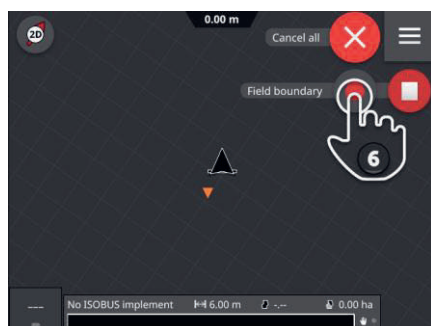 0.00 m
2D
Cancel all
Field boundary
6
--- No ISOBUS implement 6.00 m -.-- 0.00 ha